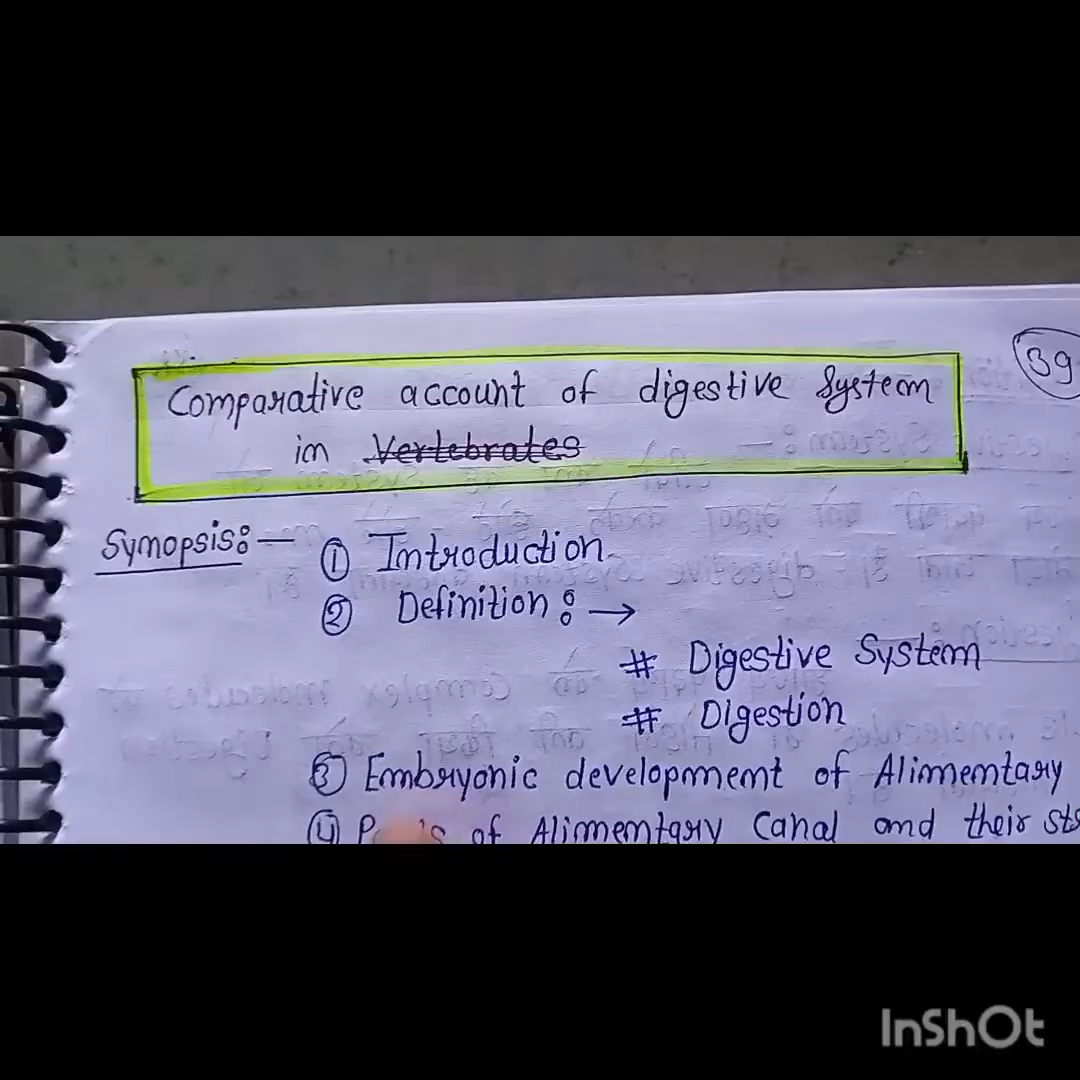 39
Comparative account of digestive System
in Vertebrates
Synopsis:— ① Introduction
② Definition :→
# Digestive System
# Digestion
③ Embryonic development of Alimentary
④ of Alimentary Canal and their
InShOt